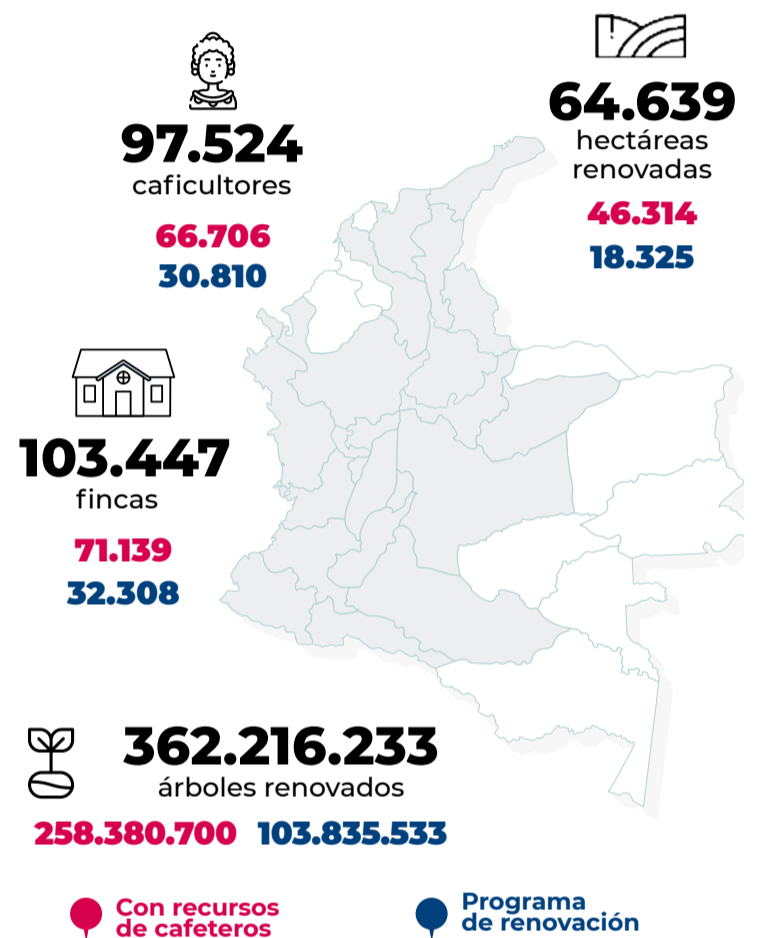 97.524
caficultores
66.706
30.810
64.639
hectáreas
renovadas
46.314
18.325
103.447
fincas
71.139
32.308
362.216.233
árboles renovados
258.380.700 103.835.533
Con recursos
de cafeteros
Programa
de renovación